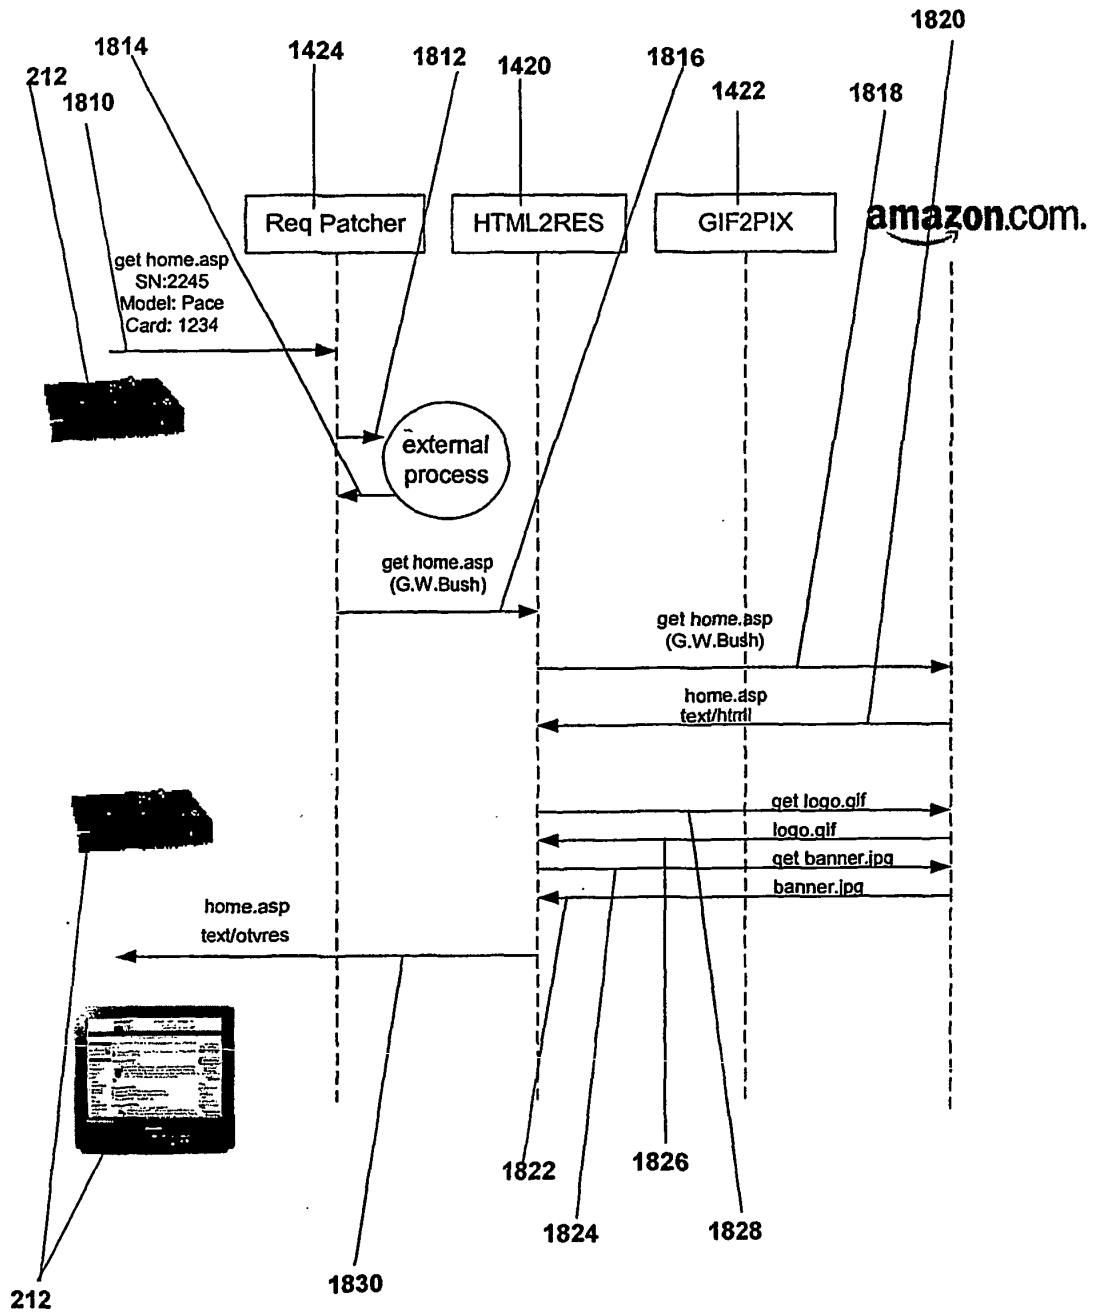 1820
1814
1424
1812
1816
212
1420
1810
1422
1818
Req Patcher
HTML2RES
GIF2PIX
amazon.com.
get home.asp
SN:2245
Model: Pace
Card: 1234
external
process
get home.asp
(G.W.Bush)
get home.asp
(G.W.Bush)
home.asp
text/html
get logo.gif
logo.gif
get banner.jpg
banner.jpg
home.asp
text/otvres
1822
1826
1824
1828
1830
212